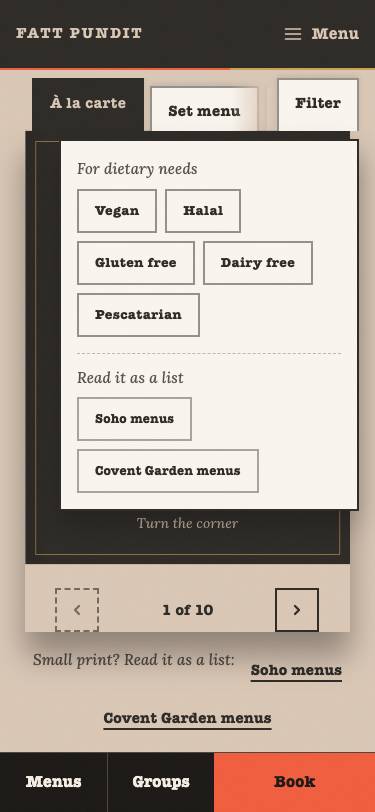 FATT PUNDIT
Menu
À la carte
Set menu
Filter
For dietary needs
Vegan
Halal
Gluten free
Dairy free
Pescatarian
Read it as a list
Soho menus
Covent Garden menus
Turn the corner
1 of 10
Small print? Read it as a list:
Soho menus
Covent Garden menus
Menus
Groups
Book